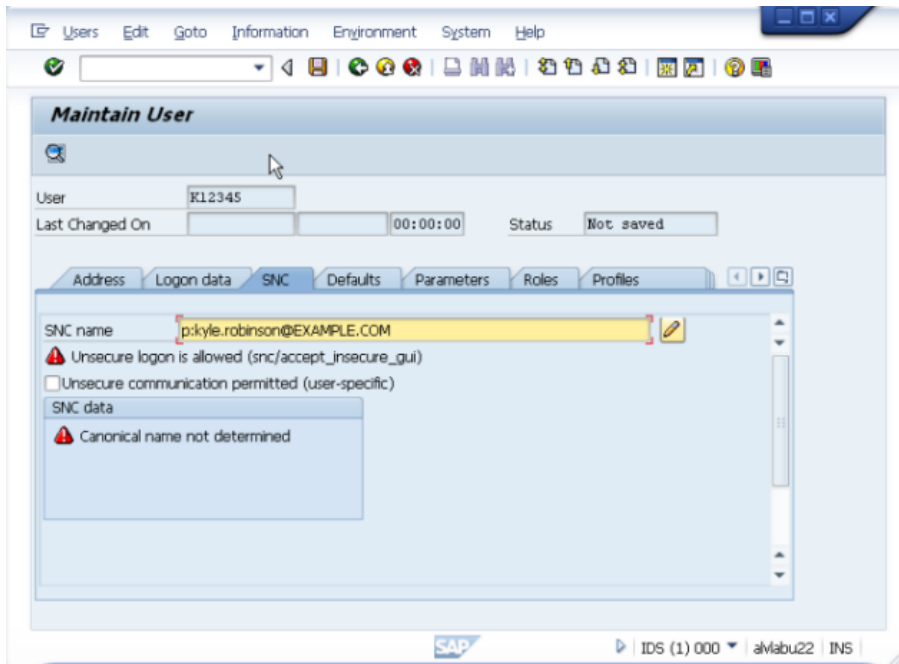 Users Edit Goto Information Environment System Help
Maintain User
User K12345
Last Changed On 00:00:00 Status Not saved
Address Logon data SNC Defaults Parameters Roles Profiles
SNC name p:kyle.robinson@EXAMPLE.COM
Unsecure logon is allowed (snc/accept_insecure_gui)
Unsecure communication permitted (user-specific)
SNC data
Canonical name not determined
SAP IDS (1) 000 alvlabu22 INS